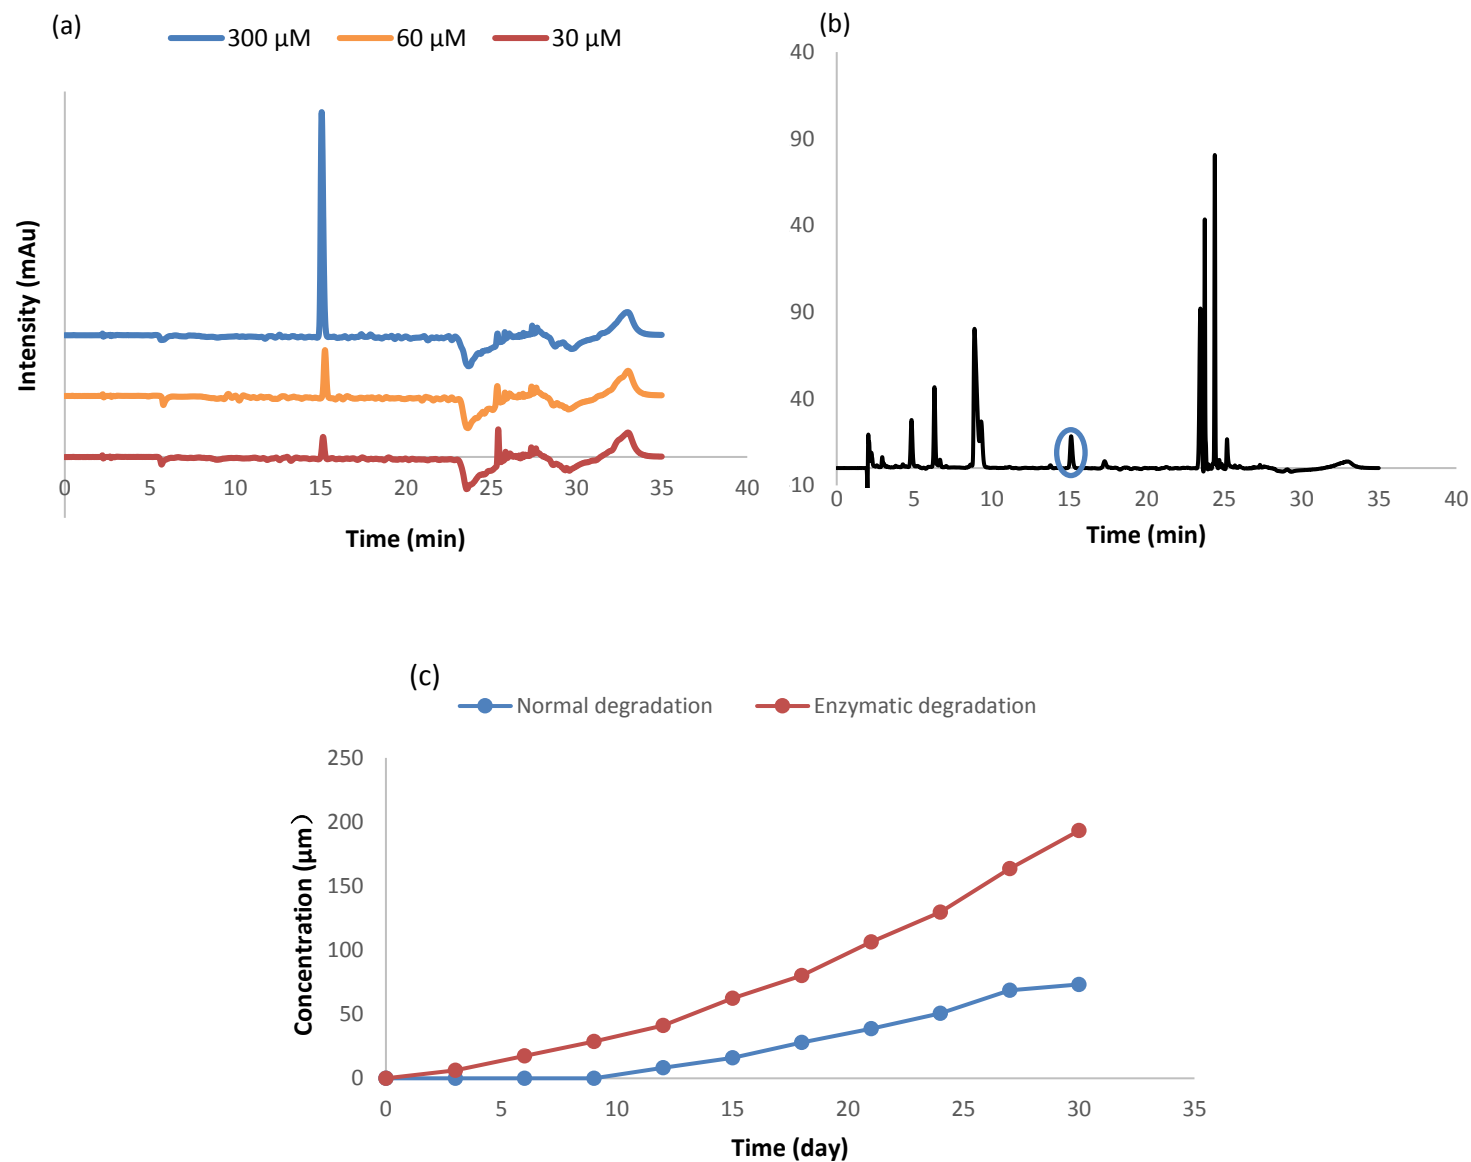 (a)
300 µM 60 µM 30 µM
Intensity (mAu)
0 5 10 15 20 25 30 35 40
Time (min)
(b)
40
90
40
90
40
10
0 5 10 15 20 25 30 35 40
Time (min)
(c)
Normal degradation Enzymatic degradation
Concentration (µm）
250
200
150
100
50
0
0 5 10 15 20 25 30 35
Time (day)